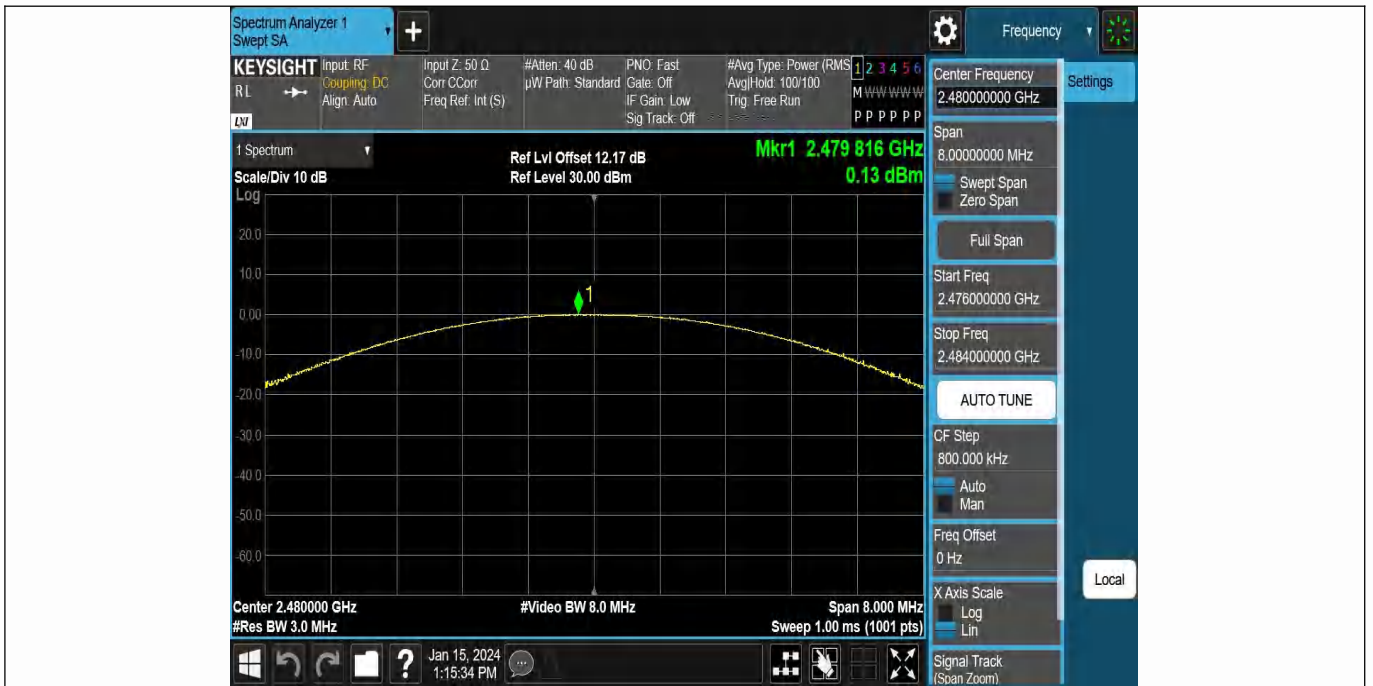 Spectrum Analyzer 1
Swept SA
+
Frequency
KEYSIGHT
RL
LXI
Input: RF
Coupling: DC
Align: Auto
Input Z: 50 Ω
Corr CCorr
Freq Ref: Int (S)
#Atten: 40 dB
µW Path: Standard
PNO: Fast
Gate: Off
IF Gain: Low
Sig Track: Off
#Avg Type: Power (RMS
Avg|Hold: 100/100
Trig: Free Run
1 2 3 4 5 6
M W W W W W
P P P P P P
1 Spectrum
Scale/Div 10 dB
Log
Ref Lvl Offset 12.17 dB
Ref Level 30.00 dBm
Mkr1 2.479 816 GHz
0.13 dBm
20.0
10.0
1
0.00
-10.0
-20.0
-30.0
-40.0
-50.0
-60.0
Center 2.480000 GHz
#Res BW 3.0 MHz
#Video BW 8.0 MHz
Span 8.000 MHz
Sweep 1.00 ms (1001 pts)
Center Frequency
2.480000000 GHz
Settings
Span
8.00000000 MHz
Swept Span
Zero Span
Full Span
Start Freq
2.476000000 GHz
Stop Freq
2.484000000 GHz
AUTO TUNE
CF Step
800.000 kHz
Auto
Man
Freq Offset
0 Hz
X Axis Scale
Log
Lin
Local
Signal Track
(Span Zoom)
?
Jan 15, 2024
1:15:34 PM